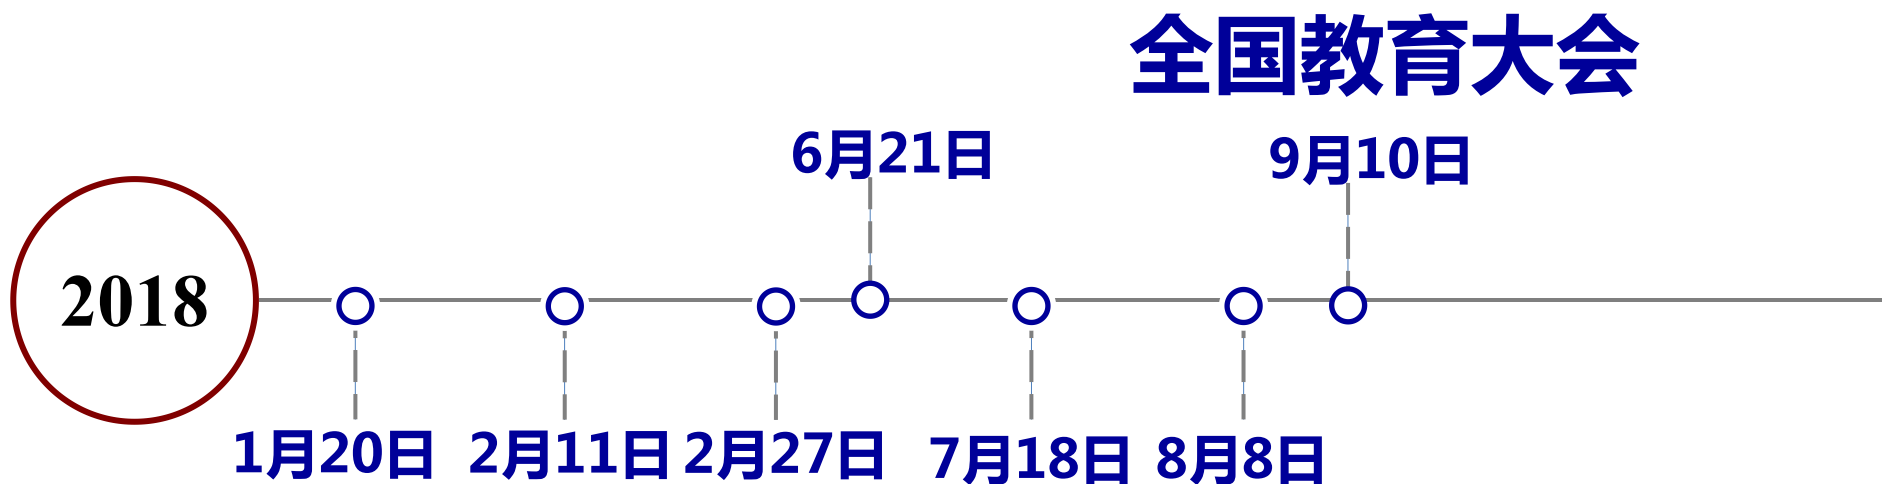 全国教育大会
6月21日
9月10日
2018
1月20日
2月11日
2月27日
7月18日
8月8日